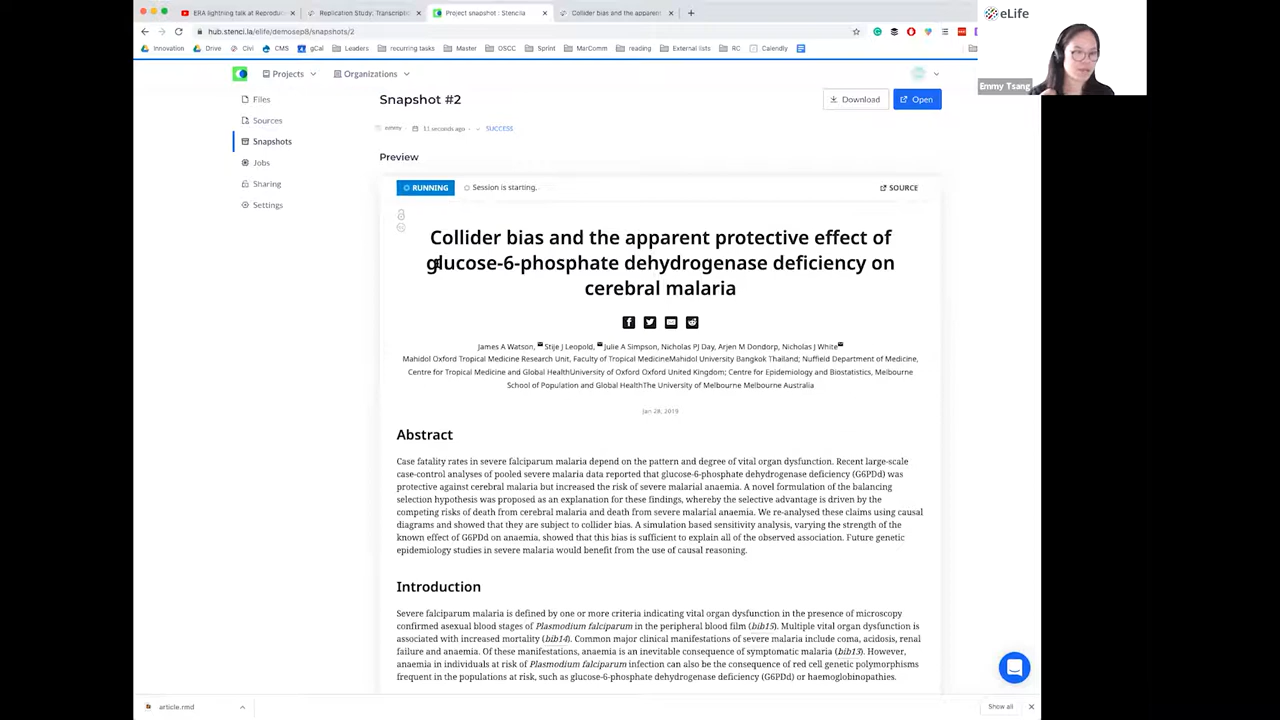 ERA lightning talk at Reprodu
Replication Study: Transcripti
Project snapshot : Stencila
Collider bias and the apparent
hub.stenci.la/elife/demosep8/snapshots/2
Innovation
Drive
Civi
CMS
gCal
Leaders
recurring tasks
Master
OSCC
Sprint
MarComm
reading
External lists
RC
Calendly
eLife
Emmy Tsang
Projects
Organizations
Files
Sources
Snapshots
Jobs
Sharing
Settings
Snapshot #2
Download
Open
emmy
11 seconds ago
SUCCESS
Preview
RUNNING
Session is starting.
SOURCE
Collider bias and the apparent protective effect of
glucose-6-phosphate dehydrogenase deficiency on
cerebral malaria
James A Watson, Stije J Leopold, Julie A Simpson, Nicholas PJ Day, Arjen M Dondorp, Nicholas J White
Mahidol Oxford Tropical Medicine Research Unit, Faculty of Tropical MedicineMahidol University Bangkok Thailand; Nuffield Department of Medicine,
Centre for Tropical Medicine and Global HealthUniversity of Oxford Oxford United Kingdom; Centre for Epidemiology and Biostatistics, Melbourne
School of Population and Global HealthThe University of Melbourne Melbourne Australia
Jan 28, 2019
Abstract
Case fatality rates in severe falciparum malaria depend on the pattern and degree of vital organ dysfunction. Recent large-scale
case-control analyses of pooled severe malaria data reported that glucose-6-phosphate dehydrogenase deficiency (G6PDd) was
protective against cerebral malaria but increased the risk of severe malarial anaemia. A novel formulation of the balancing
selection hypothesis was proposed as an explanation for these findings, whereby the selective advantage is driven by the
competing risks of death from cerebral malaria and death from severe malarial anaemia. We re-analysed these claims using causal
diagrams and showed that they are subject to collider bias. A simulation based sensitivity analysis, varying the strength of the
known effect of G6PDd on anaemia, showed that this bias is sufficient to explain all of the observed association. Future genetic
epidemiology studies in severe malaria would benefit from the use of causal reasoning.
Introduction
Severe falciparum malaria is defined by one or more criteria indicating vital organ dysfunction in the presence of microscopy
confirmed asexual blood stages of Plasmodium falciparum in the peripheral blood film (bib15). Multiple vital organ dysfunction is
associated with increased mortality (bib14). Common major clinical manifestations of severe malaria include coma, acidosis, renal
failure and anaemia. Of these manifestations, anaemia is an inevitable consequence of symptomatic malaria (bib13). However,
anaemia in individuals at risk of Plasmodium falciparum infection can also be the consequence of red cell genetic polymorphisms
frequent in the populations at risk, such as glucose-6-phosphate dehydrogenase deficiency (G6PDd) or haemoglobinopathies.
article.rmd
Show all